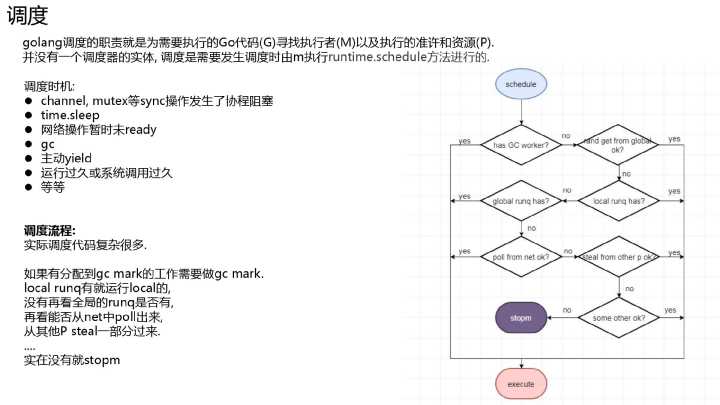 调度
golang调度的职责就是为需要执行的Go代码(G)寻找执行者(M)以及执行的准许和资源(P).
并没有一个调度器的实体, 调度是需要发生调度时由m执行runtime.schedule方法进行的.
调度时机:
● channel, mutex等sync操作发生了协程阻塞
● time.sleep
● 网络操作暂时未ready
● gc
● 主动yield
● 运行过久或系统调用过久
● 等等
调度流程:
实际调度代码复杂很多.
如果有分配到gc mark的工作需要做gc mark.
local runq有就运行local的,
没有再看全局的runq是否有,
再看能否从net中poll出来,
从其他P steal一部分过来.
....
实在没有就stopm
schedule
yes
has GC worker?
no
rand get from global
ok?
yes
no
yes
global runq has?
no
local runq has?
yes
no
yes
poll from net ok?
no
steal from other p ok?
yes
no
stopm
no
some other ok?
yes
execute